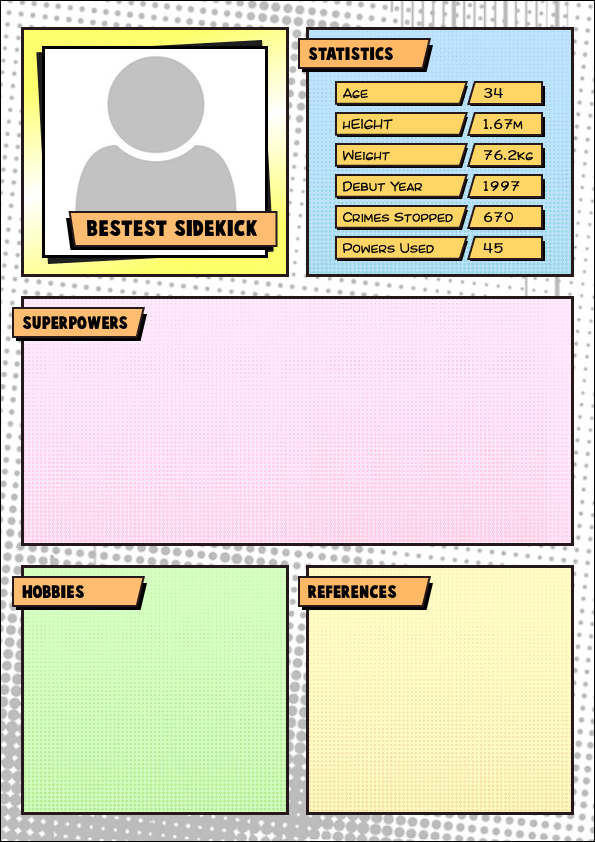 BESTEST SIDEKICK
STATISTICS
Age 34
hEIGHT 1.67m
Weight 76.2kg
Debut Year 1997
Crimes Stopped 670
Powers Used 45
SUPERPOWERS
HOBBIES
REFERENCES